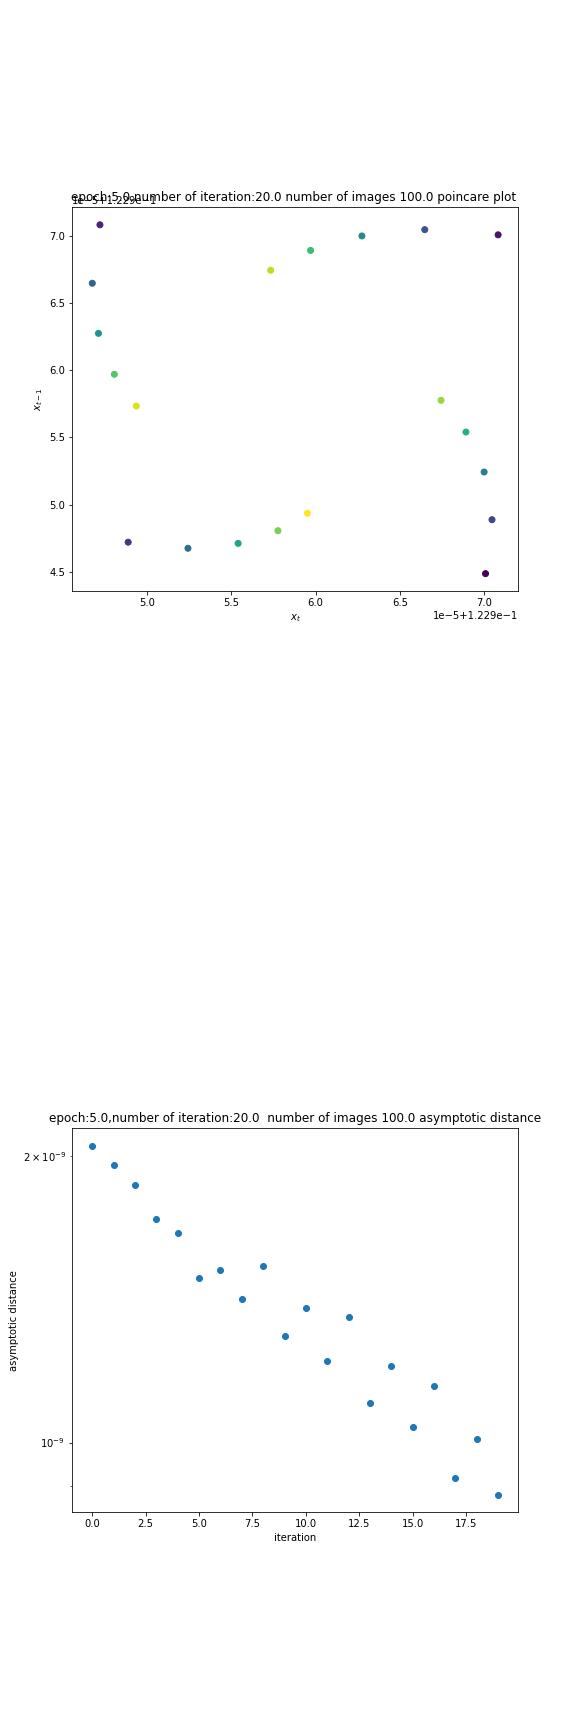 epoch:5.0,number of iteration:20.0 number of images 100.0 poincare plot
1e−5+1.229e−1
7.0
6.5
6.0
5.5
5.0
4.5
x_{t−1}
5.0 5.5 6.0 6.5 7.0
x_t
1e−5+1.229e−1
epoch:5.0,number of iteration:20.0  number of images 100.0 asymptotic distance
2 × 10⁻⁹
10⁻⁹
asymptotic distance
0.0 2.5 5.0 7.5 10.0 12.5 15.0 17.5
iteration